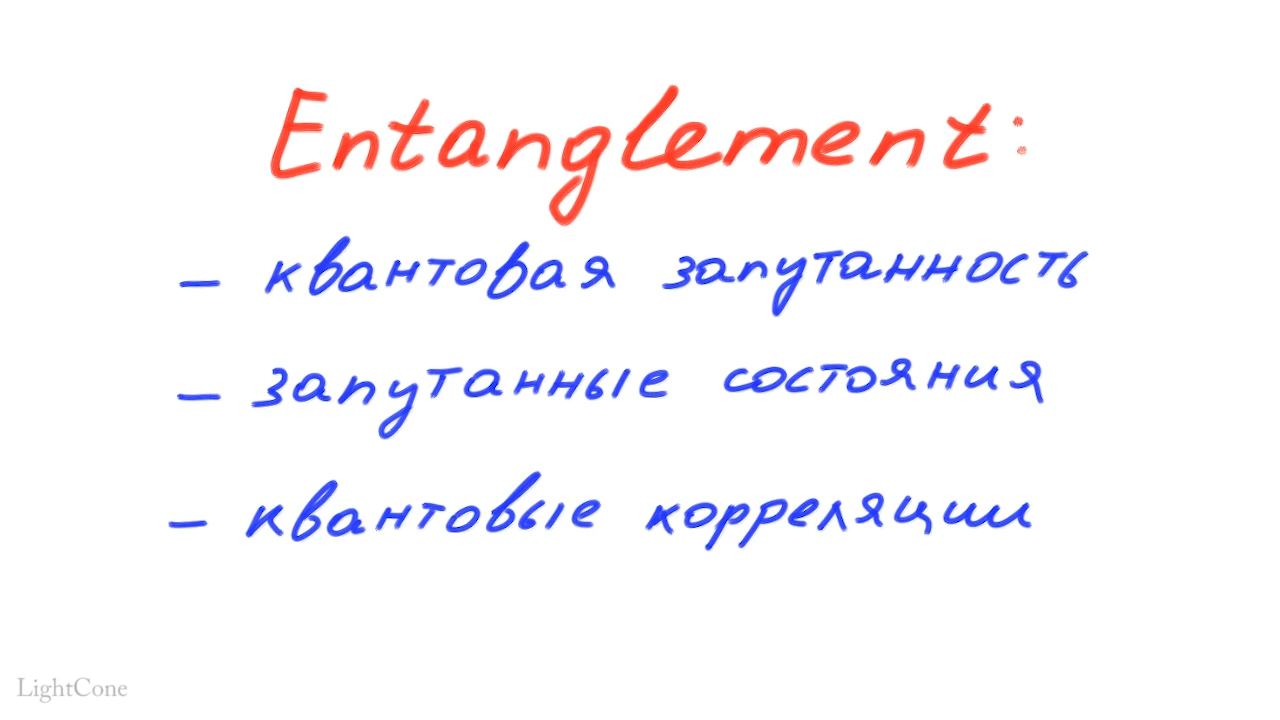 Entanglement:
– квантовая запутанность
– запутанные состояния
– квантовые корреляции
LightCone